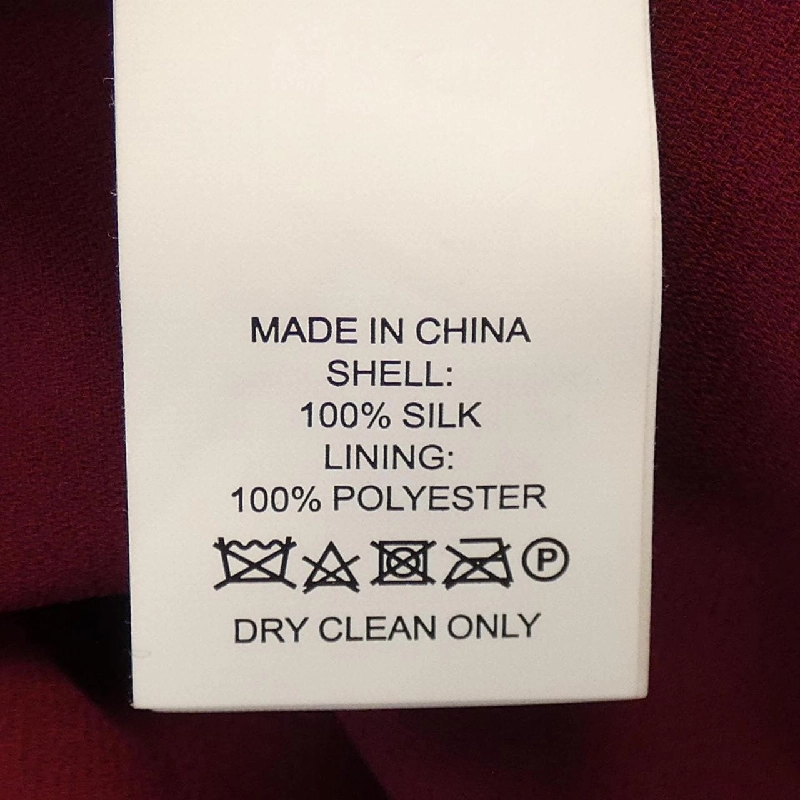 MADE IN CHINA
SHELL:
100% SILK
LINING:
100% POLYESTER
P
DRY CLEAN ONLY